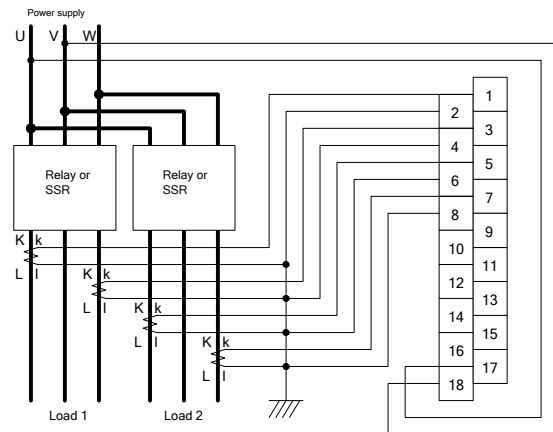 Power supply
U V W
Relay or
SSR
Relay or
SSR
K k
L l
K k
L l
K k
L l
K k
L l
Load 1 Load 2
1
2
3
4
5
6
7
8
9
10
11
12
13
14
15
16
17
18